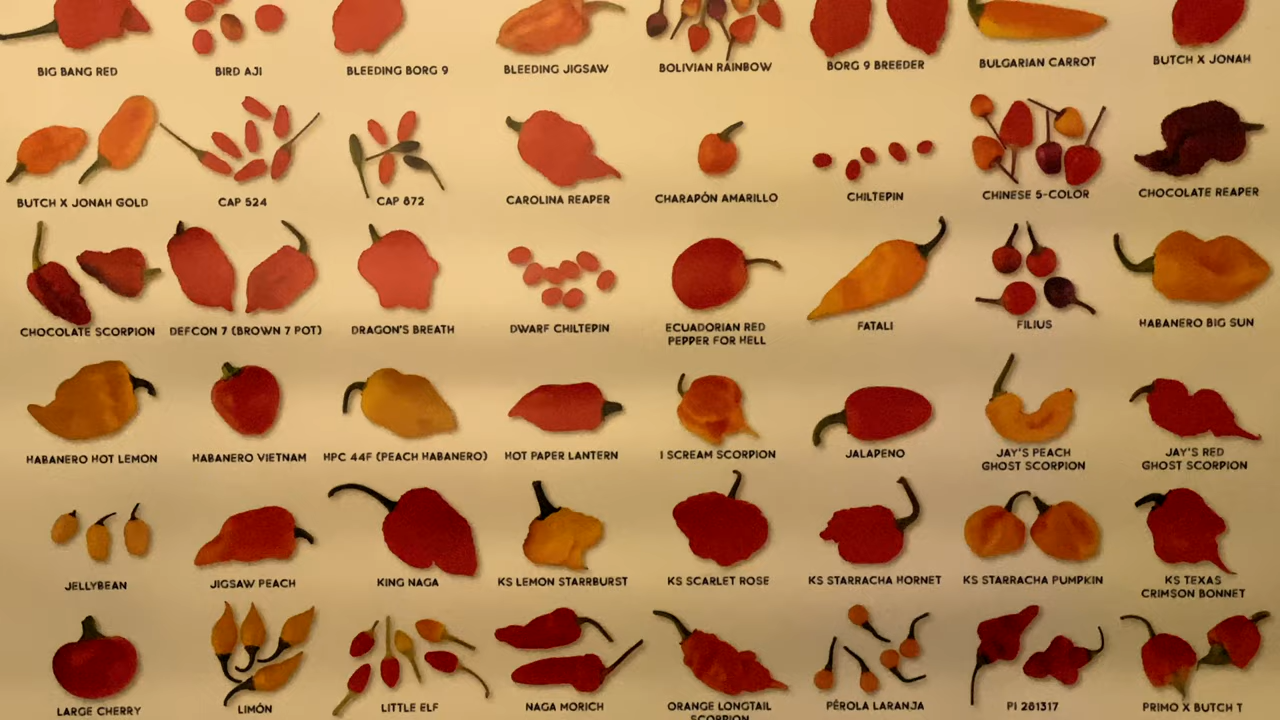 BIG BANG RED
BIRD AJI
BLEEDING BORG 9
BLEEDING JIGSAW
BOLIVIAN RAINBOW
BORG 9 BREEDER
BULGARIAN CARROT
BUTCH X JONAH
BUTCH X JONAH GOLD
CAP 524
CAP 872
CAROLINA REAPER
CHARAPÓN AMARILLO
CHILTEPIN
CHINESE 5-COLOR
CHOCOLATE REAPER
CHOCOLATE SCORPION
DEFCON 7 (BROWN 7 POT)
DRAGON'S BREATH
DWARF CHILTEPIN
ECUADORIAN RED
PEPPER FOR HELL
FATALI
FILIUS
HABANERO BIG SUN
HABANERO HOT LEMON
HABANERO VIETNAM
HPC 44F (PEACH HABANERO)
HOT PAPER LANTERN
I SCREAM SCORPION
JALAPENO
JAY'S PEACH
GHOST SCORPION
JAY'S RED
GHOST SCORPION
JELLYBEAN
JIGSAW PEACH
KING NAGA
KS LEMON STARRBURST
KS SCARLET ROSE
KS STARRACHA HORNET
KS STARRACHA PUMPKIN
KS TEXAS
CRIMSON BONNET
LARGE CHERRY
LIMÓN
LITTLE ELF
NAGA MORICH
ORANGE LONGTAIL
SCORPION
PÊROLA LARANJA
PI 281317
PRIMO X BUTCH T